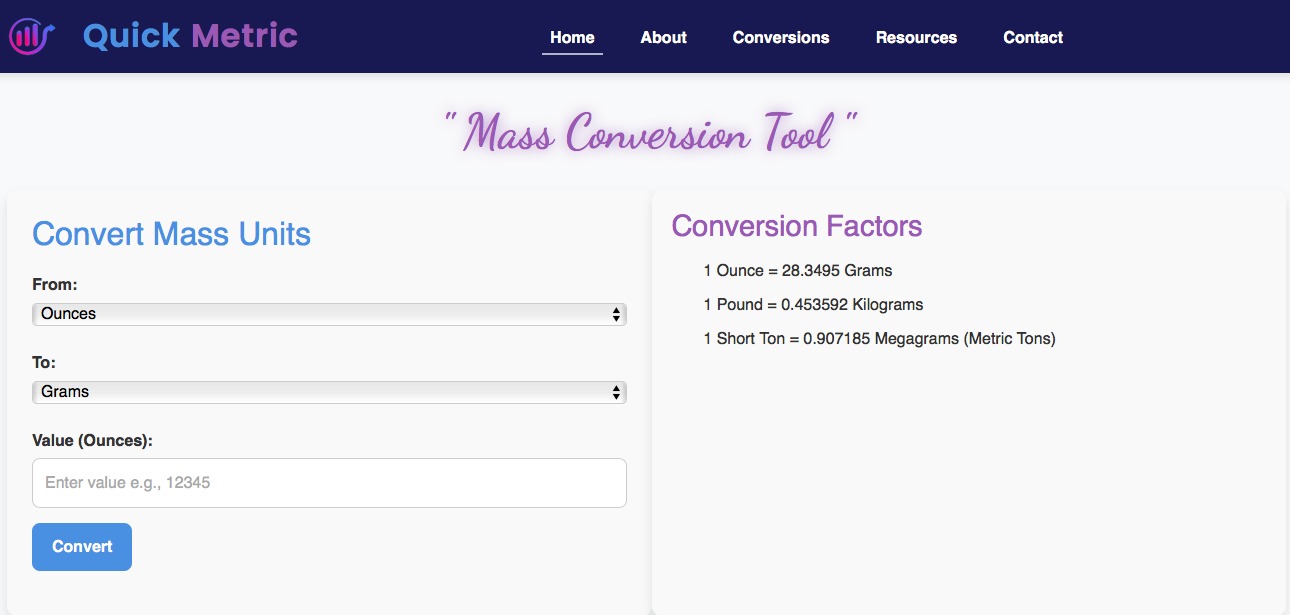 Quick Metric
Home About Conversions Resources Contact
" Mass Conversion Tool "
Convert Mass Units
From:
Ounces
To:
Grams
Value (Ounces):
Enter value e.g., 12345
Convert
Conversion Factors
1 Ounce = 28.3495 Grams
1 Pound = 0.453592 Kilograms
1 Short Ton = 0.907185 Megagrams (Metric Tons)